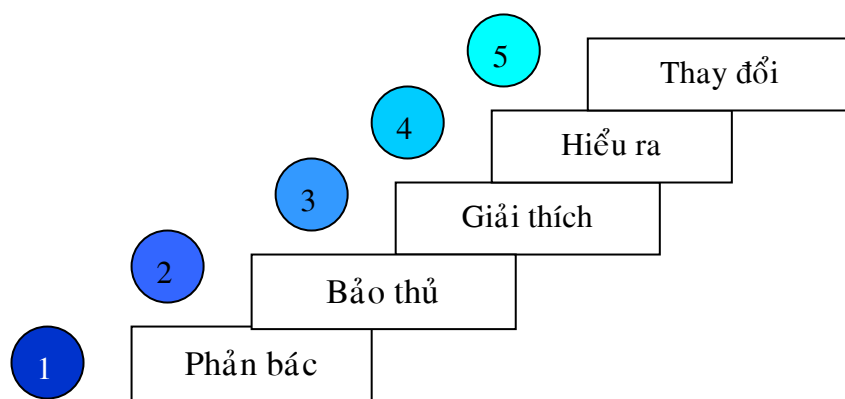 5
Thay đổi
4
Hiểu ra
3
Giải thích
2
Bảo thủ
1
Phản bác